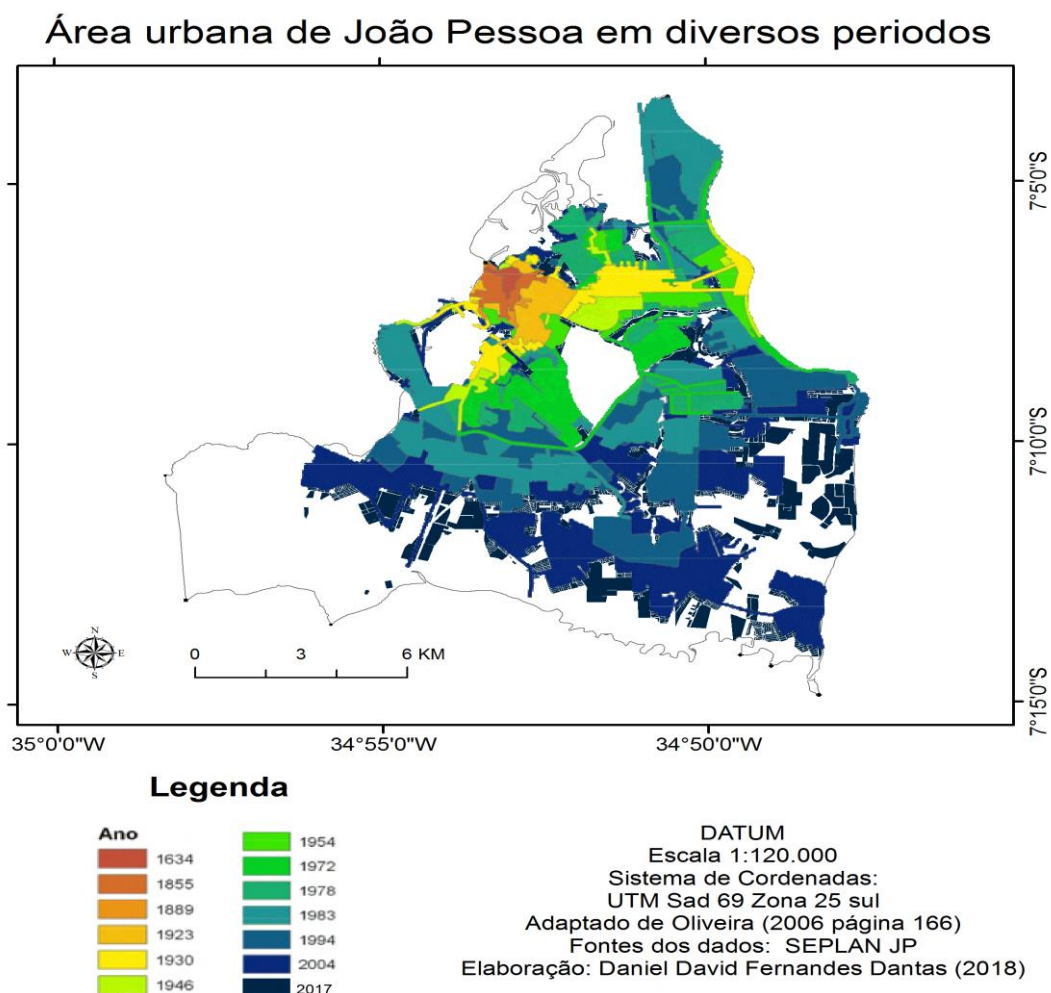 Área urbana de João Pessoa em diversos periodos
7°5'0"S
7°10'0"S
7°15'0"S
N
W
E
S
0 3 6 KM
35°0'0"W 34°55'0"W 34°50'0"W
Legenda
Ano
1634
1855
1889
1923
1930
1946
1954
1972
1978
1983
1994
2004
2017
DATUM
Escala 1:120.000
Sistema de Cordenadas:
UTM Sad 69 Zona 25 sul
Adaptado de Oliveira (2006 página 166)
Fontes dos dados: SEPLAN JP
Elaboração: Daniel David Fernandes Dantas (2018)